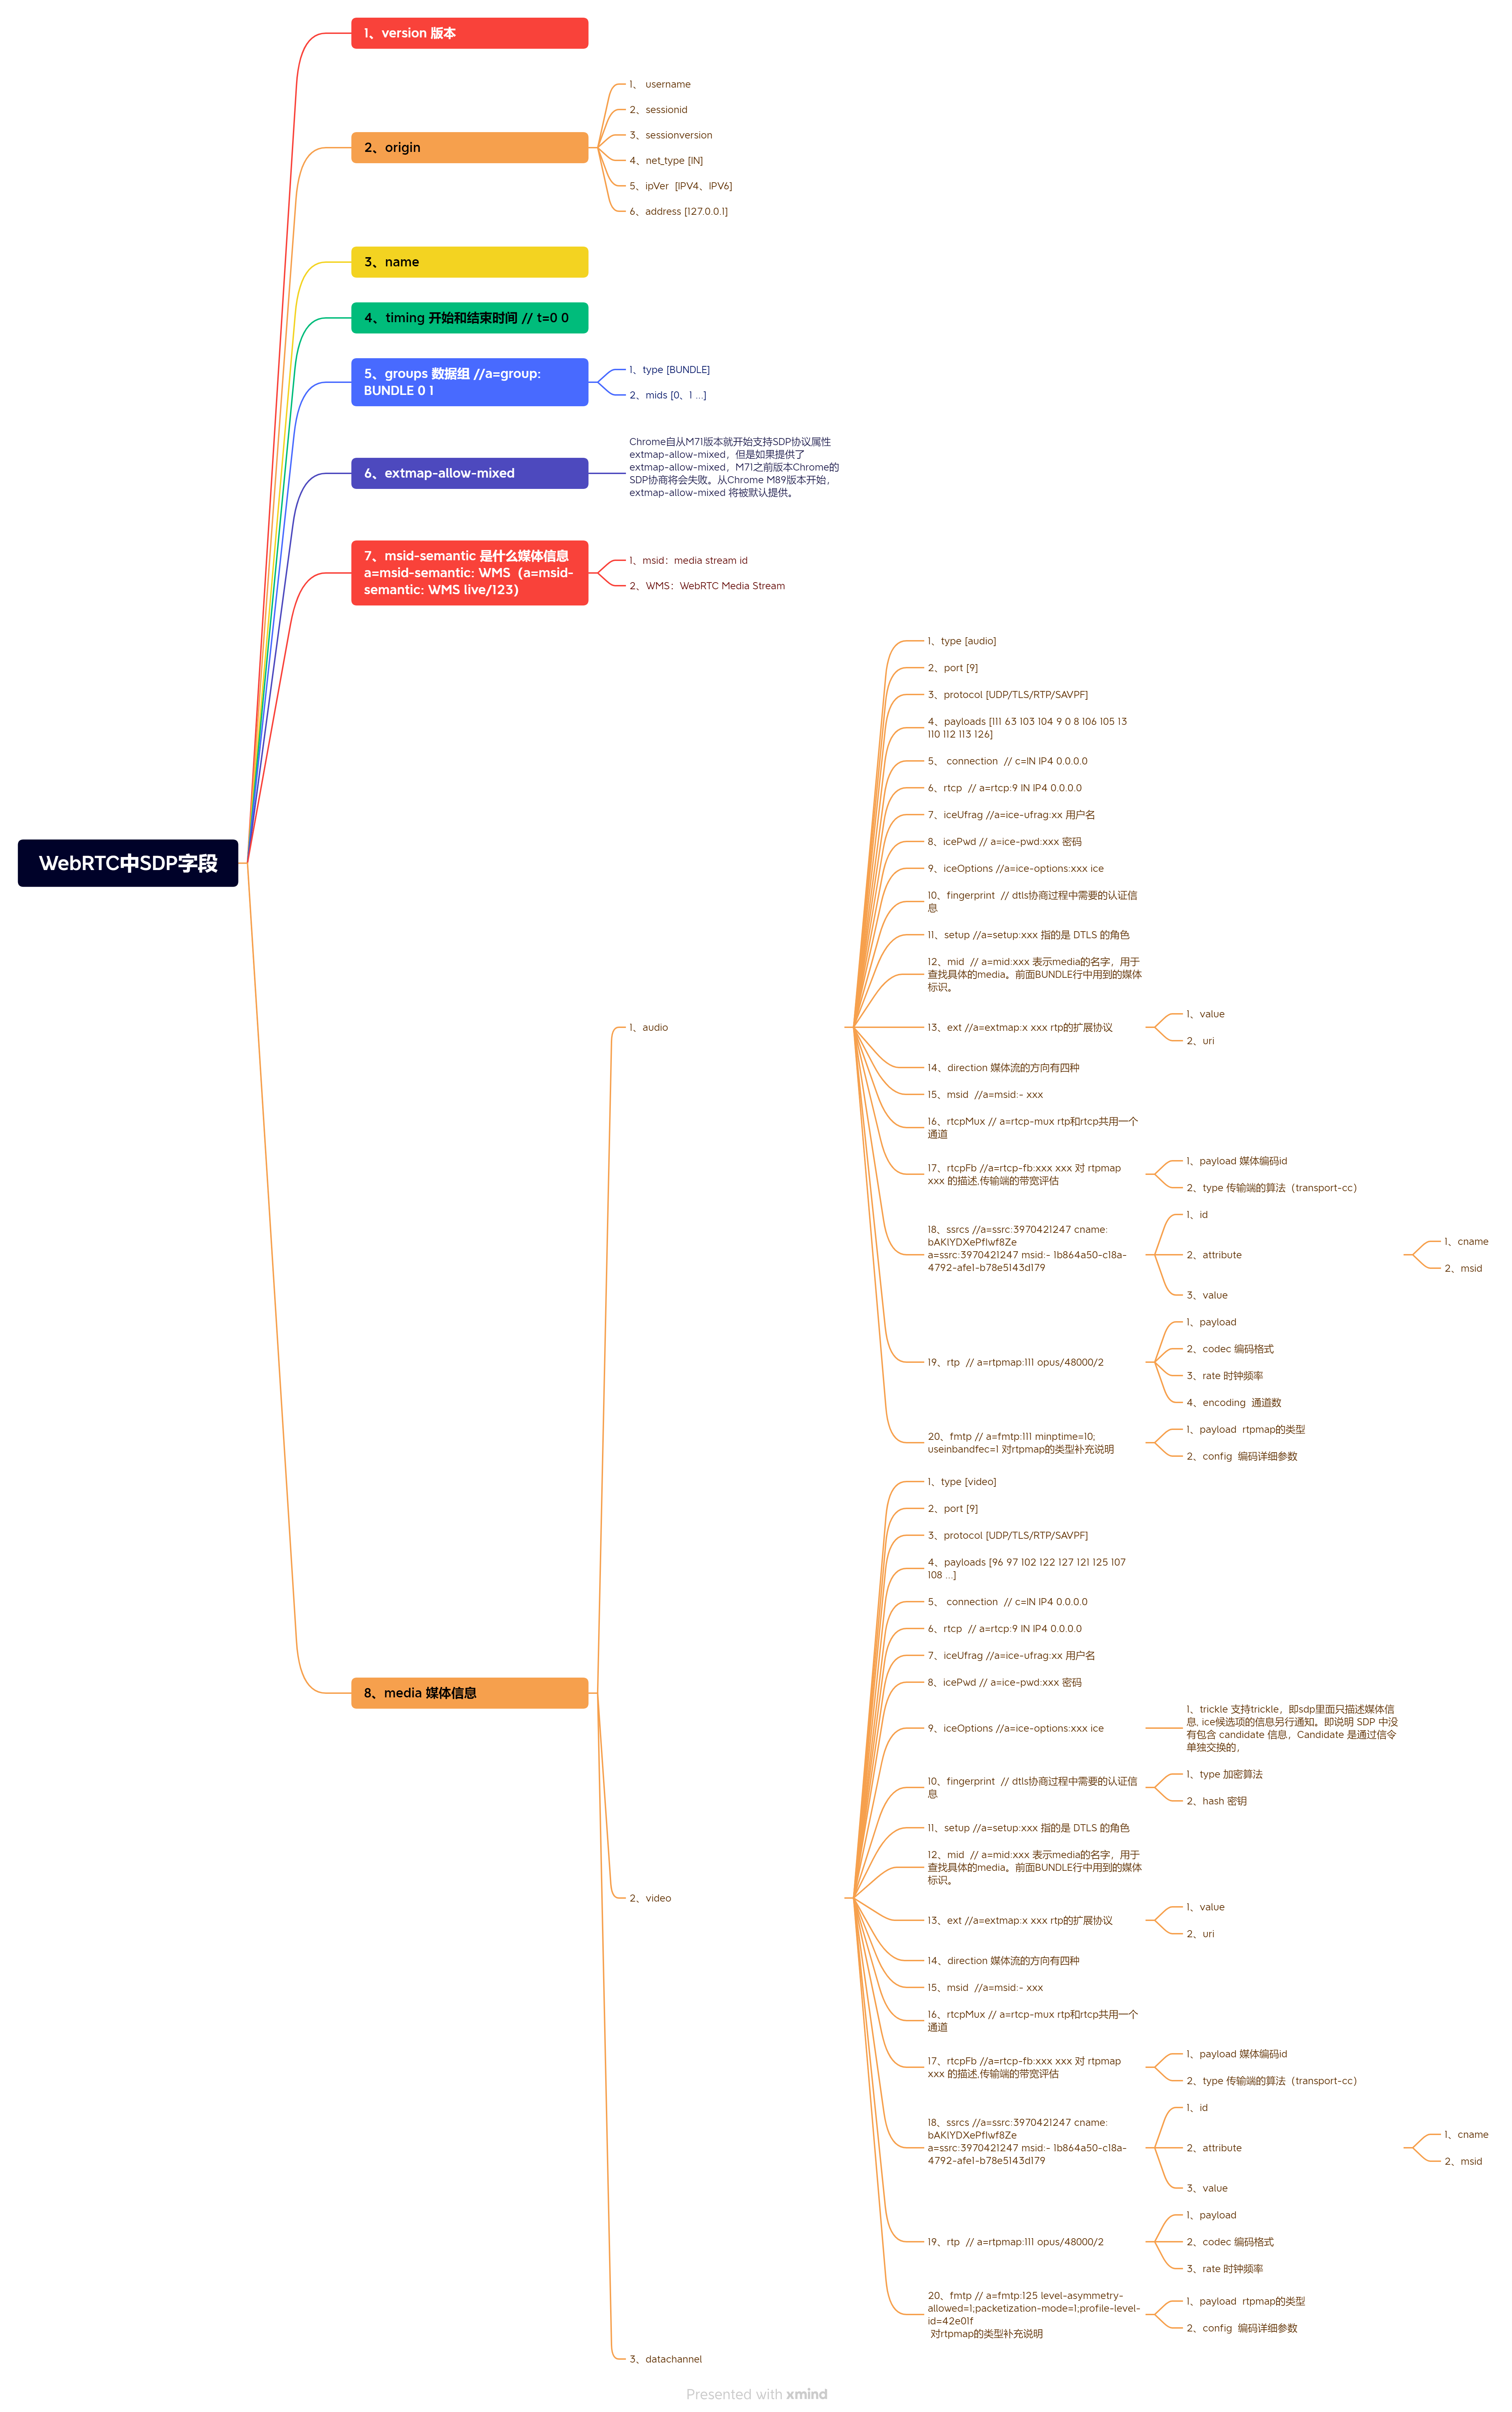 1、version 版本
1、 username
2、sessionid
3、sessionversion
2、origin
4、net_type [IN]
5、ipVer  [IPV4、IPV6]
6、address [127.0.0.1]
3、name
4、timing 开始和结束时间 // t=0 0
5、groups 数据组 //a=group:
BUNDLE 0 1
1、type [BUNDLE]
2、mids [0、1 ...]
6、extmap-allow-mixed
Chrome自从M71版本就开始支持SDP协议属性
extmap-allow-mixed，但是如果提供了
extmap-allow-mixed，M71之前版本Chrome的
SDP协商将会失败。从Chrome M89版本开始，
extmap-allow-mixed 将被默认提供。
7、msid-semantic 是什么媒体信息
a=msid-semantic: WMS（a=msid-
semantic: WMS live/123）
1、msid：media stream id
2、WMS：WebRTC Media Stream
WebRTC中SDP字段
8、media 媒体信息
1、audio
1、type [audio]
2、port [9]
3、protocol [UDP/TLS/RTP/SAVPF]
4、payloads [111 63 103 104 9 0 8 106 105 13
110 112 113 126]
5、 connection  // c=IN IP4 0.0.0.0
6、rtcp  // a=rtcp:9 IN IP4 0.0.0.0
7、iceUfrag //a=ice-ufrag:xx 用户名
8、icePwd // a=ice-pwd:xxx 密码
9、iceOptions //a=ice-options:xxx ice
10、fingerprint  // dtls协商过程中需要的认证信
息
11、setup //a=setup:xxx 指的是 DTLS 的角色
12、mid  // a=mid:xxx 表示media的名字，用于
查找具体的media。前面BUNDLE行中用到的媒体
标识。
13、ext //a=extmap:x xxx rtp的扩展协议
1、value
2、uri
14、direction 媒体流的方向有四种
15、msid  //a=msid:- xxx
16、rtcpMux // a=rtcp-mux rtp和rtcp共用一个
通道
17、rtcpFb //a=rtcp-fb:xxx xxx 对 rtpmap
xxx 的描述,传输端的带宽评估
1、payload 媒体编码id
2、type 传输端的算法（transport-cc）
18、ssrcs //a=ssrc:3970421247 cname:
bAKlYDXePfIwf8Ze
a=ssrc:3970421247 msid:- 1b864a50-c18a-
4792-afe1-b78e5143d179
1、id
2、attribute
1、cname
2、msid
3、value
19、rtp  // a=rtpmap:111 opus/48000/2
1、payload
2、codec 编码格式
3、rate 时钟频率
4、encoding  通道数
20、fmtp // a=fmtp:111 minptime=10;
useinbandfec=1 对rtpmap的类型补充说明
1、payload  rtpmap的类型
2、config  编码详细参数
2、video
1、type [video]
2、port [9]
3、protocol [UDP/TLS/RTP/SAVPF]
4、payloads [96 97 102 122 127 121 125 107
108 ...]
5、 connection  // c=IN IP4 0.0.0.0
6、rtcp  // a=rtcp:9 IN IP4 0.0.0.0
7、iceUfrag //a=ice-ufrag:xx 用户名
8、icePwd // a=ice-pwd:xxx 密码
9、iceOptions //a=ice-options:xxx ice
1、trickle 支持trickle，即sdp里面只描述媒体信
息, ice候选项的信息另行通知。即说明 SDP 中没
有包含 candidate 信息，Candidate 是通过信令
单独交换的，
10、fingerprint  // dtls协商过程中需要的认证信
息
1、type 加密算法
2、hash 密钥
11、setup //a=setup:xxx 指的是 DTLS 的角色
12、mid  // a=mid:xxx 表示media的名字，用于
查找具体的media。前面BUNDLE行中用到的媒体
标识。
13、ext //a=extmap:x xxx rtp的扩展协议
1、value
2、uri
14、direction 媒体流的方向有四种
15、msid  //a=msid:- xxx
16、rtcpMux // a=rtcp-mux rtp和rtcp共用一个
通道
17、rtcpFb //a=rtcp-fb:xxx xxx 对 rtpmap
xxx 的描述,传输端的带宽评估
1、payload 媒体编码id
2、type 传输端的算法（transport-cc）
18、ssrcs //a=ssrc:3970421247 cname:
bAKlYDXePfIwf8Ze
a=ssrc:3970421247 msid:- 1b864a50-c18a-
4792-afe1-b78e5143d179
1、id
2、attribute
1、cname
2、msid
3、value
19、rtp  // a=rtpmap:111 opus/48000/2
1、payload
2、codec 编码格式
3、rate 时钟频率
20、fmtp // a=fmtp:125 level-asymmetry-
allowed=1;packetization-mode=1;profile-level-
id=42e01f
对rtpmap的类型补充说明
1、payload  rtpmap的类型
2、config  编码详细参数
3、datachannel
Presented with xmind